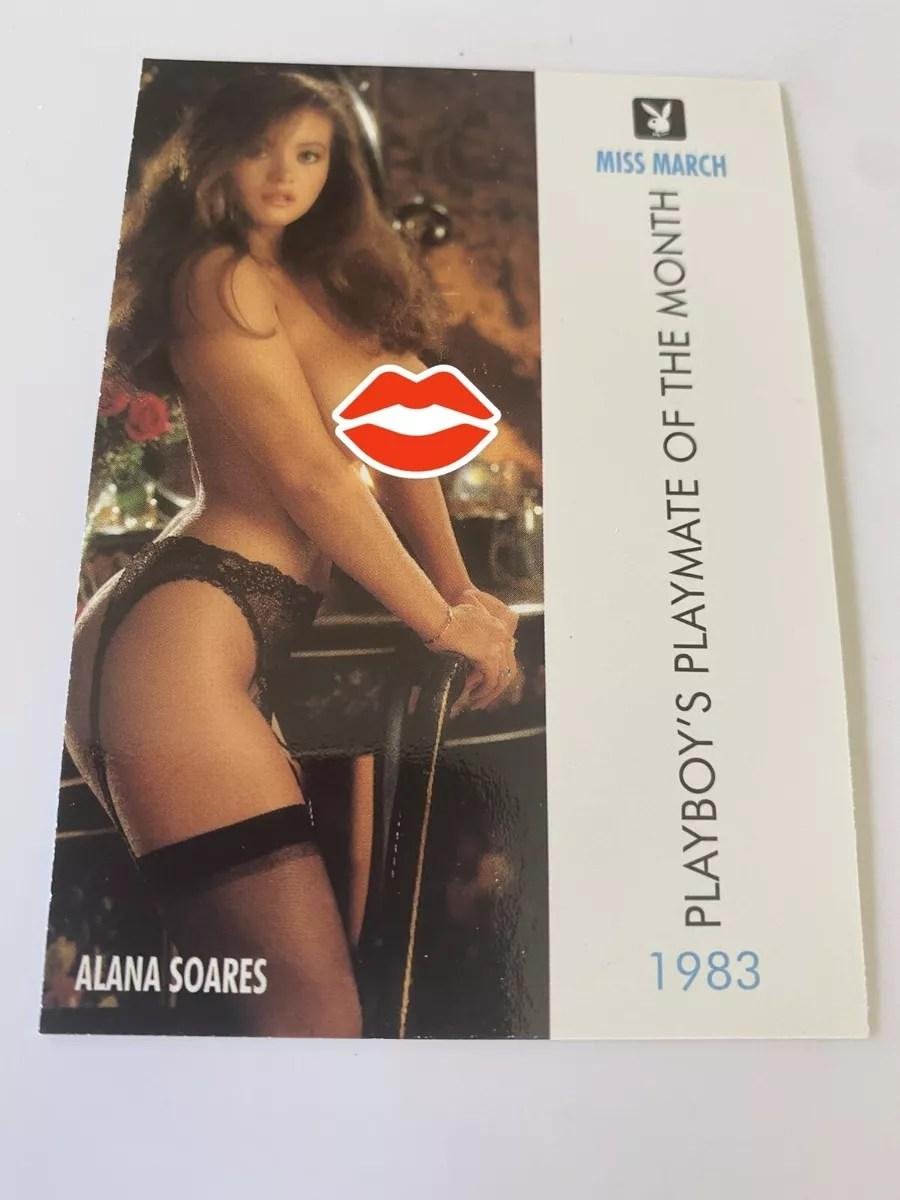 MISS MARCH
PLAYBOY'S PLAYMATE OF THE MONTH
1983
ALANA SOARES